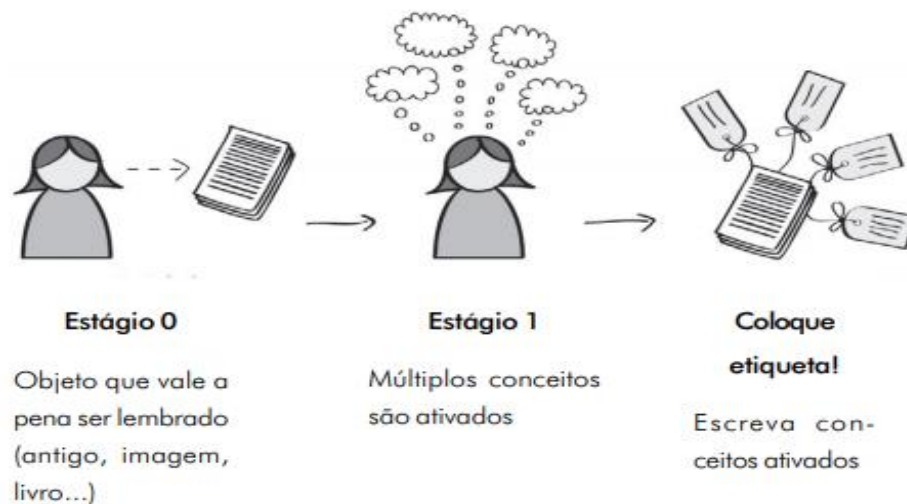 Estágio 0
Objeto que vale a
pena ser lembrado
(antigo, imagem,
livro...)
Estágio 1
Múltiplos conceitos
são ativados
Coloque
etiqueta!
Escreva con-
ceitos ativados